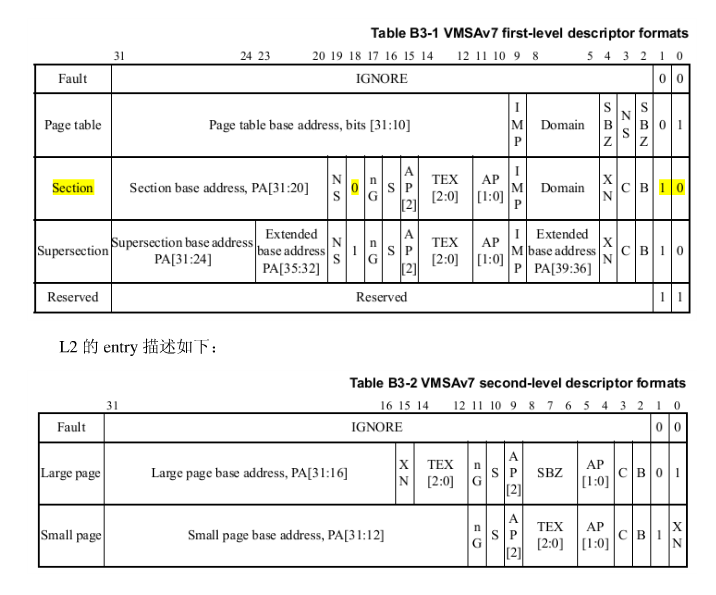 Table B3-1 VMSAv7 first-level descriptor formats
31 24 23 20 19 18 17 16 15 14 12 11 10 9 8 5 4 3 2 1 0
Fault IGNORE 0 0
Page table Page table base address, bits [31:10] IMP Domain SBZ NS SBZ 0 1
Section Section base address, PA[31:20] NS 0 nG S AP[2] TEX [2:0] AP [1:0] IMP Domain XN C B 1 0
Supersection Supersection base address PA[31:24] Extended base address PA[35:32] NS 1 nG S AP[2] TEX [2:0] AP [1:0] IMP Extended base address PA[39:36] XN C B 1 0
Reserved Reserved 1 1
L2 的 entry 描述如下：
Table B3-2 VMSAv7 second-level descriptor formats
31 16 15 14 12 11 10 9 8 7 6 5 4 3 2 1 0
Fault IGNORE 0 0
Large page Large page base address, PA[31:16] XN TEX [2:0] nG S AP[2] SBZ AP [1:0] C B 0 1
Small page Small page base address, PA[31:12] nG S AP[2] TEX [2:0] AP [1:0] C B 1 XN